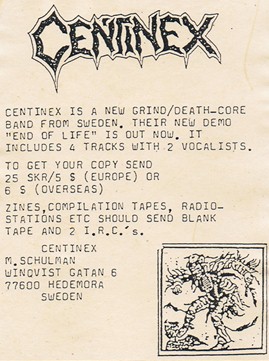 CENTINEX
CENTINEX IS A NEW GRIND/DEATH-CORE
BAND FROM SWEDEN. THEIR NEW DEMO
"END OF LIFE" IS OUT NOW. IT
INCLUDES 4 TRACKS WITH 2 VOCALISTS.
TO GET YOUR COPY SEND
25 SKR/5 $ (EUROPE) OR
6 $ (OVERSEAS)
ZINES,COMPILATION TAPES, RADIO-
STATIONS ETC SHOULD SEND BLANK
TAPE AND 2 I.R.C.´s.
CENTINEX
M.SCHULMAN
WINQVIST GATAN 6
77600 HEDEMORA
SWEDEN